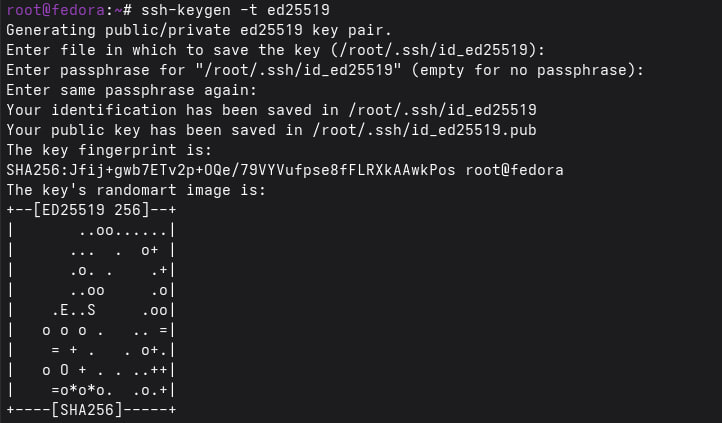 root@fedora:~# ssh-keygen -t ed25519
Generating public/private ed25519 key pair.
Enter file in which to save the key (/root/.ssh/id_ed25519):
Enter passphrase for "/root/.ssh/id_ed25519" (empty for no passphrase):
Enter same passphrase again:
Your identification has been saved in /root/.ssh/id_ed25519
Your public key has been saved in /root/.ssh/id_ed25519.pub
The key fingerprint is:
SHA256:Jfij+gwb7ETv2p+OQe/79VYVufpse8fFLRXkAAwkPos root@fedora
The key's randomart image is:
+--[ED25519 256]--+
|       ..oo......|
|      ...  .  o+ |
|      .o. .    .+|
|      ..oo     .o|
|    .E..S     .oo|
|   o o o .   .. =|
|    = + .   . o+.|
|   o O + . . ..++|
|    =o*o*o.  .o.+|
+----[SHA256]-----+